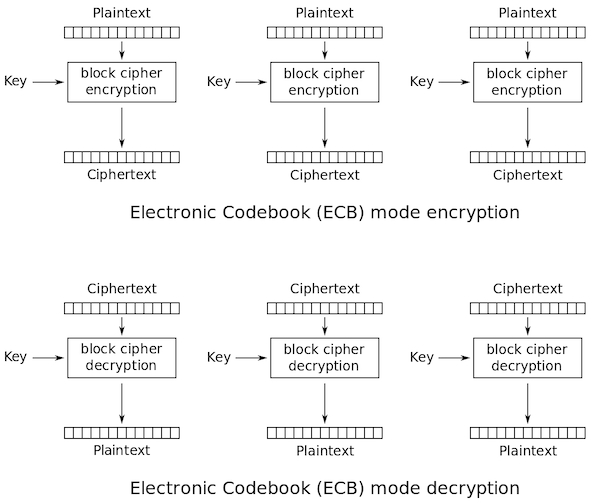 Plaintext Plaintext Plaintext
Key block cipher encryption Key block cipher encryption Key block cipher encryption
Ciphertext Ciphertext Ciphertext
Electronic Codebook (ECB) mode encryption
Ciphertext Ciphertext Ciphertext
Key block cipher decryption Key block cipher decryption Key block cipher decryption
Plaintext Plaintext Plaintext
Electronic Codebook (ECB) mode decryption